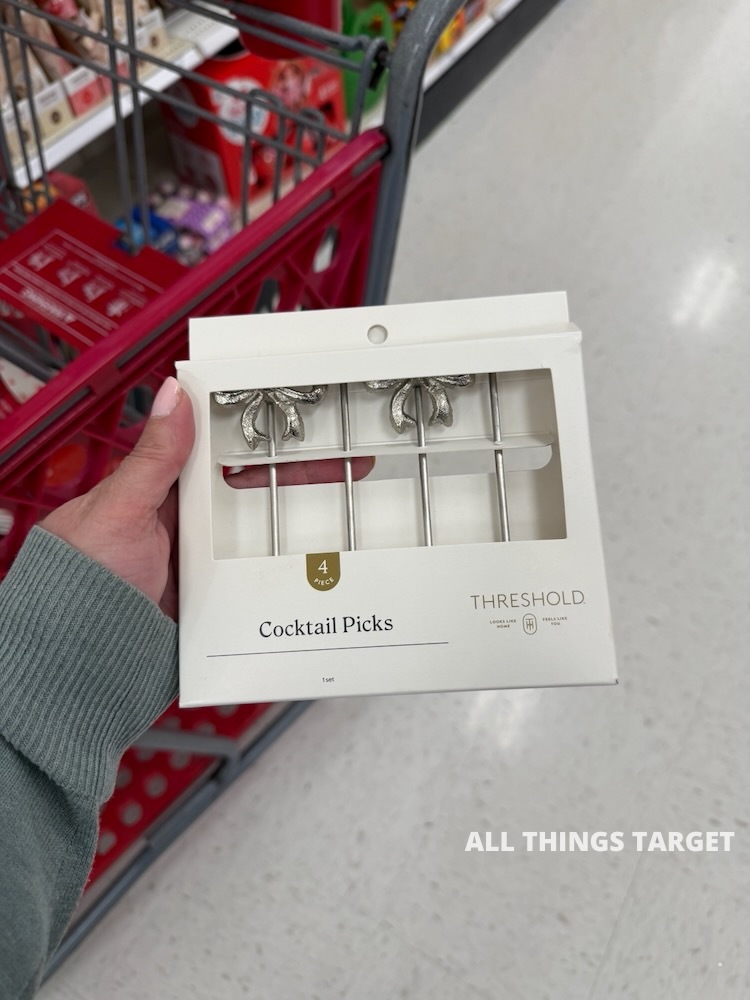 4
PIECE
Cocktail Picks
1 set
THRESHOLD
LOOKS LIKE HOME
FEELS LIKE YOU
ALL THINGS TARGET